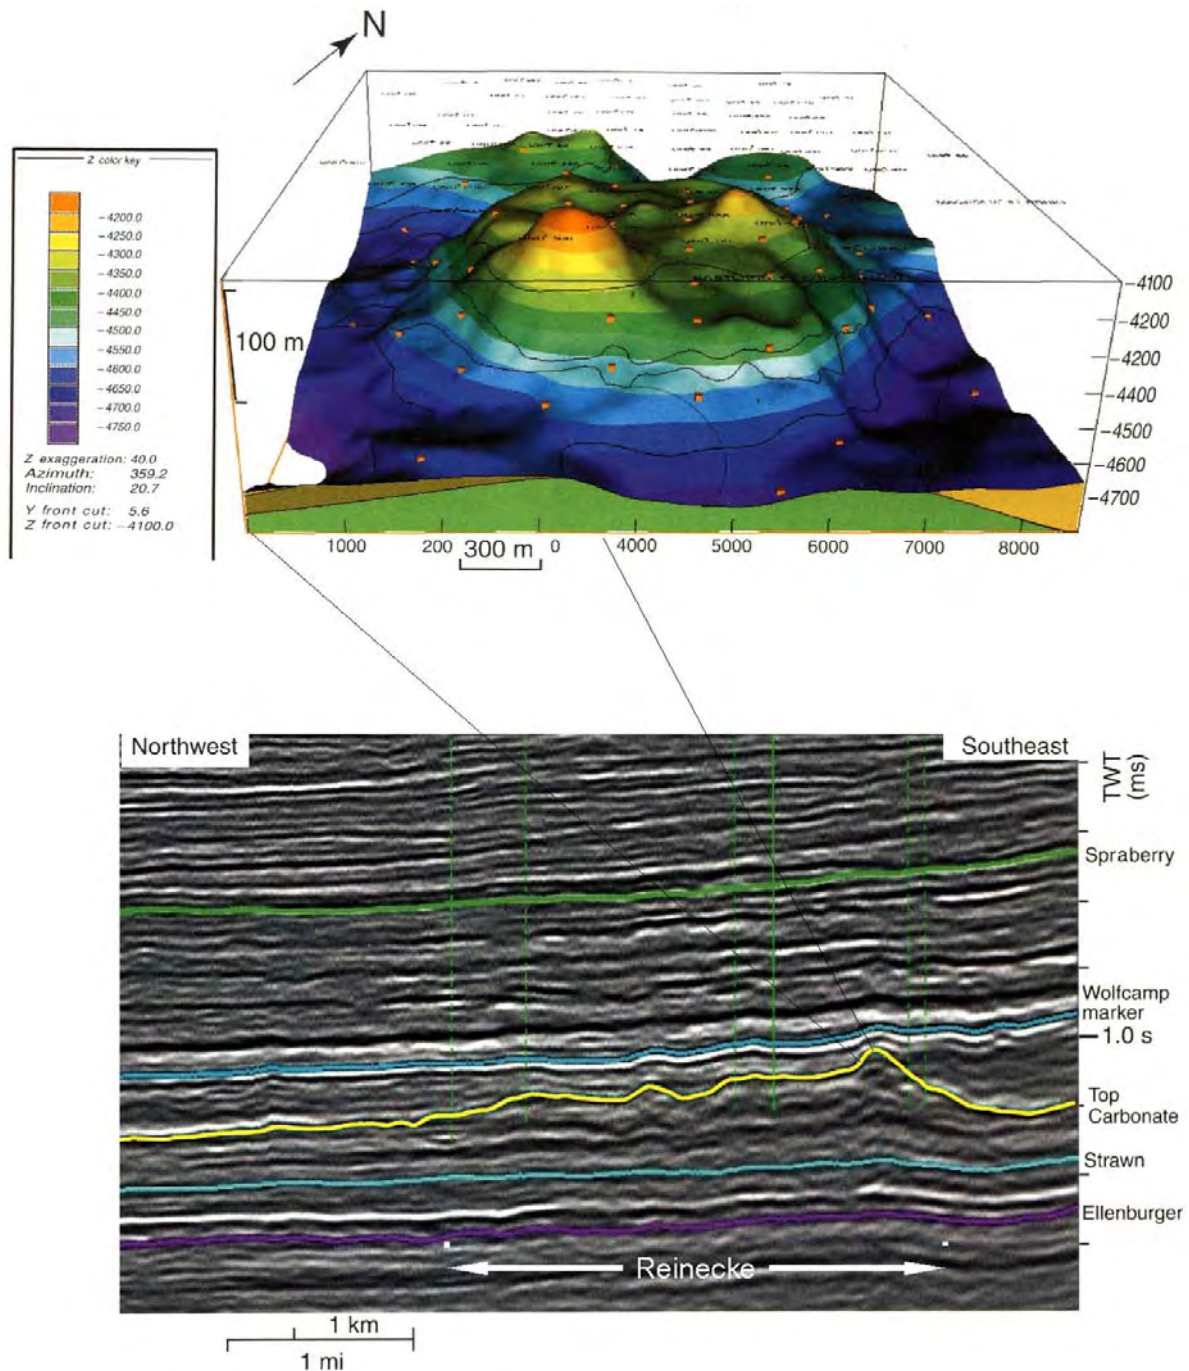 N
Z color key
-4200.0
-4250.0
-4300.0
-4350.0
-4400.0
-4450.0
-4500.0
-4550.0
-4600.0
-4650.0
-4700.0
-4750.0
Z exaggeration: 40.0
Azimuth: 359.2
Inclination: 20.7
Y front cut: 5.6
Z front cut: -4100.0
100 m
-4100
-4200
-4200
-4400
-4500
-4600
-4700
1000 200 300 m 0 4000 5000 6000 7000 8000
Northwest
Southeast
TWT
(ms)
Spraberry
Wolfcamp
marker
1.0 s
Top
Carbonate
Strawn
Ellenburger
Reinecke
1 km
1 mi